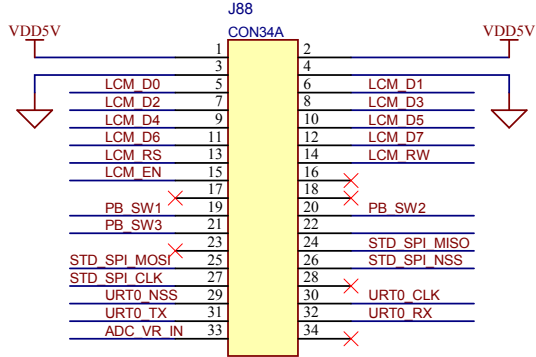 J88
VDD5V CON34A VDD5V
1 2
3 4
LCM_D0 5 6 LCM_D1
LCM_D2 7 8 LCM_D3
LCM_D4 9 10 LCM_D5
LCM_D6 11 12 LCM_D7
LCM_RS 13 14 LCM_RW
LCM_EN 15 16
17 18
PB_SW1 19 20 PB_SW2
PB_SW3 21 22
23 24 STD_SPI_MISO
STD_SPI_MOSI 25 26 STD_SPI_NSS
STD_SPI_CLK 27 28
URT0_NSS 29 30 URT0_CLK
URT0_TX 31 32 URT0_RX
ADC_VR_IN 33 34